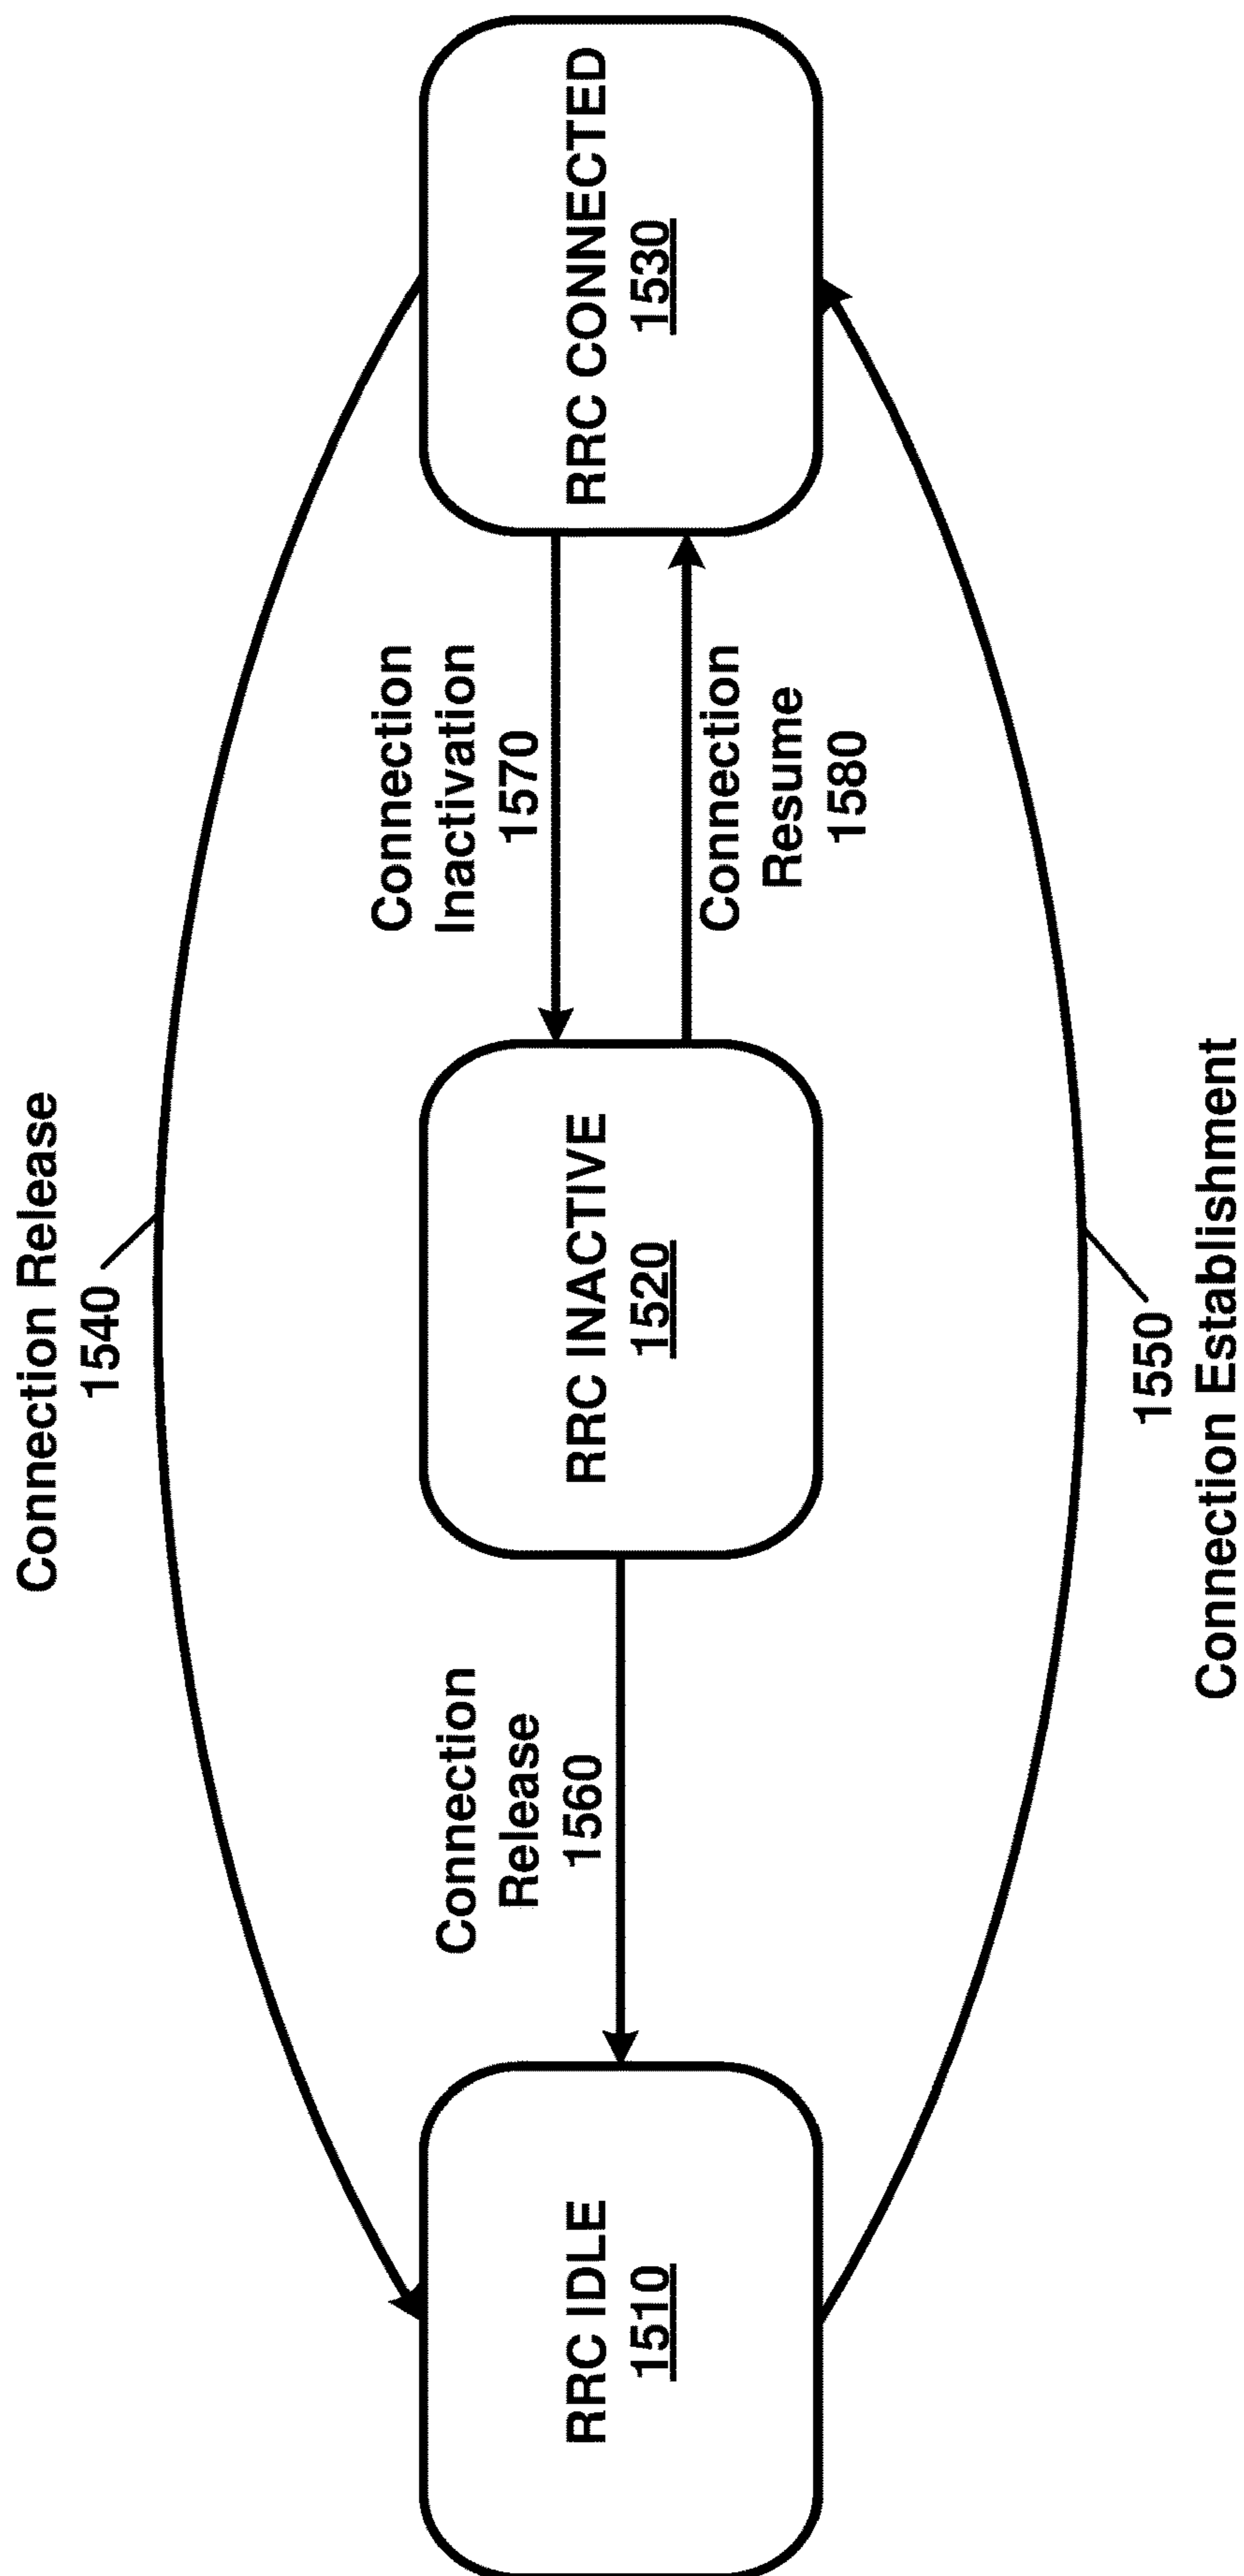 Connection Release
1540
RRC IDLE
1510
Connection
Release
1560
RRC INACTIVE
1520
Connection
Inactivation
1570
Connection
Resume
1580
RRC CONNECTED
1530
1550
Connection Establishment